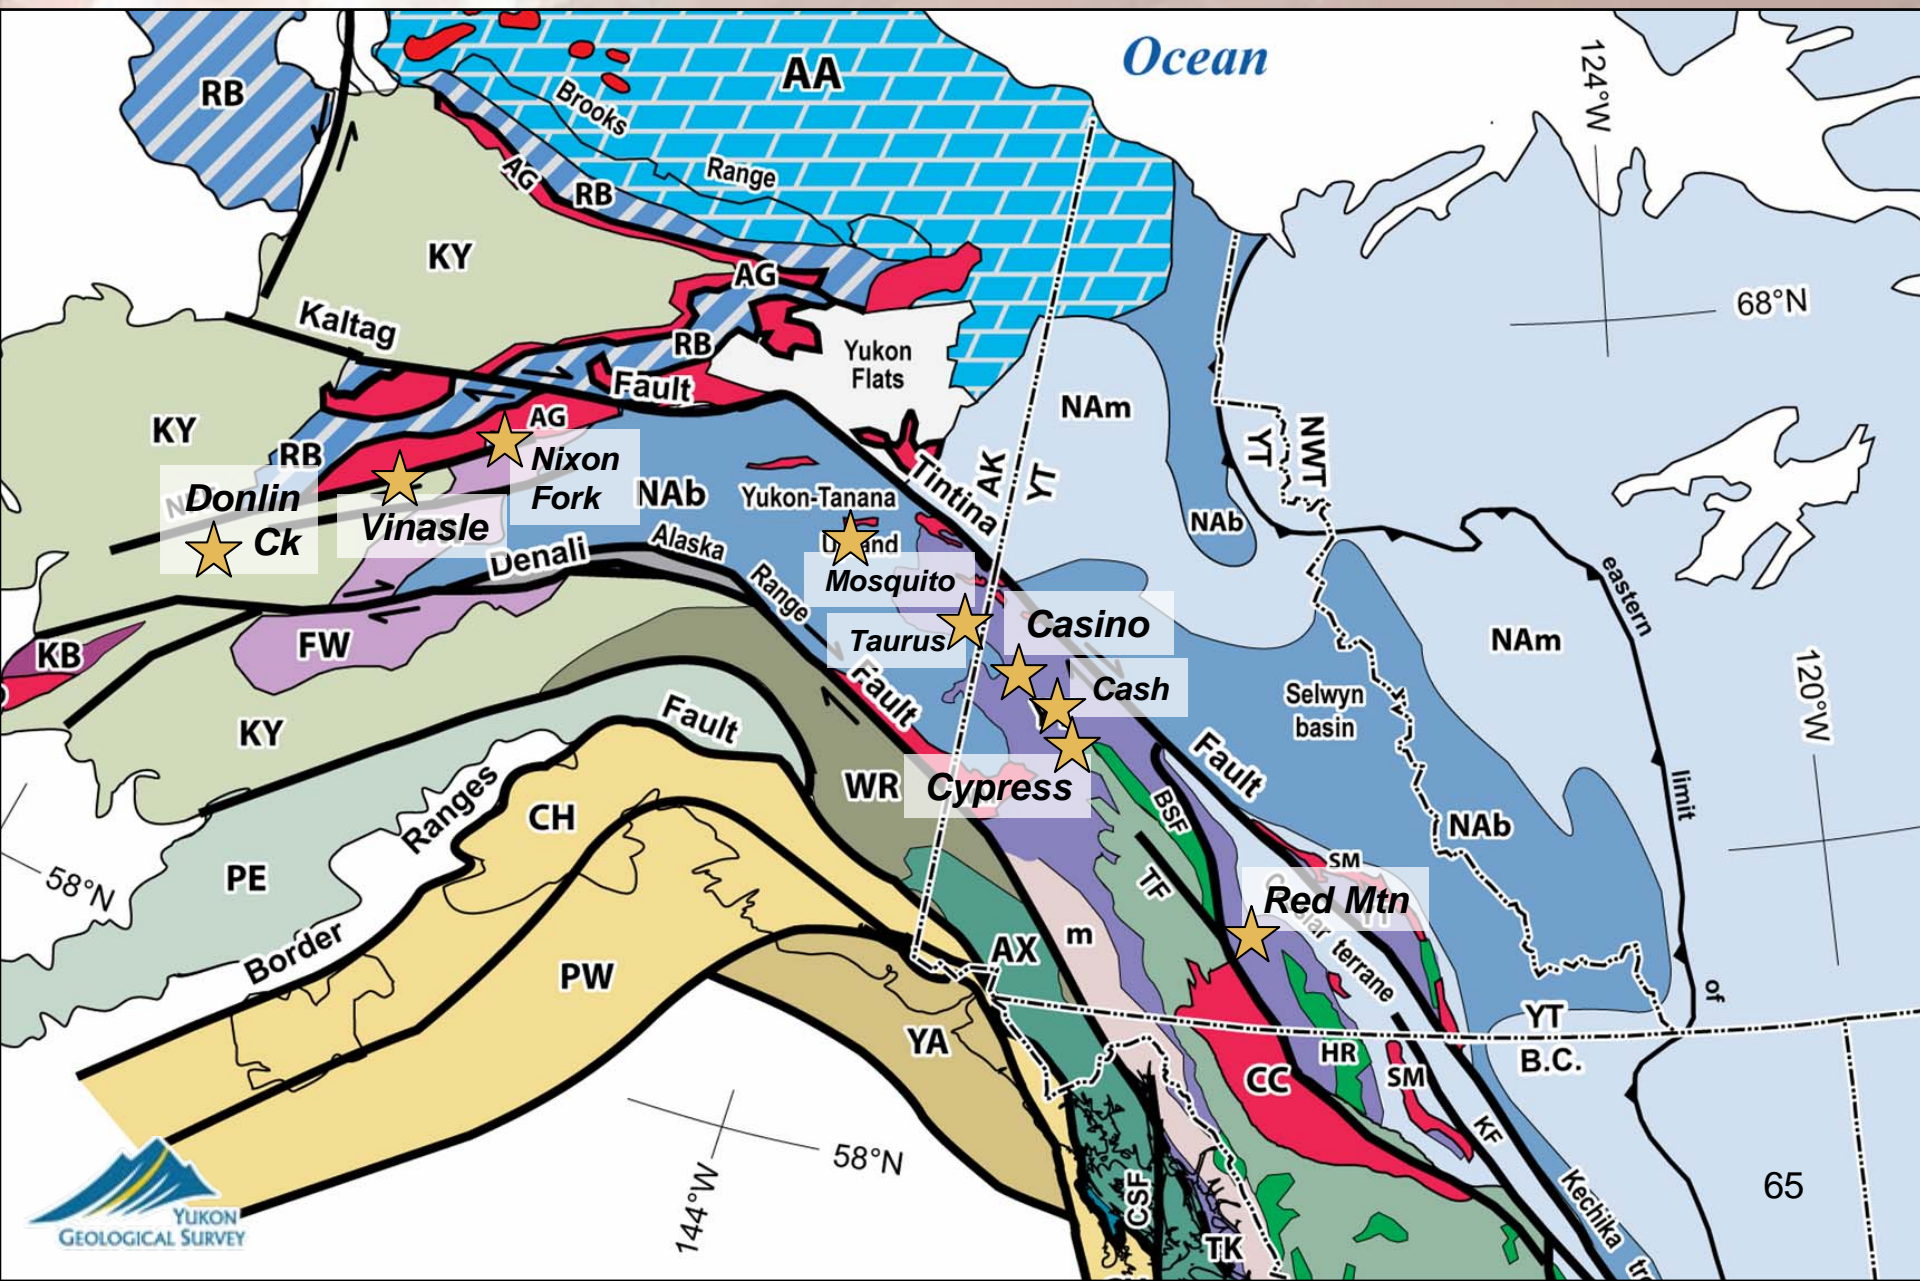 Ocean
AA
RB
124°W
Brooks
Range
AG
RB
KY
AG
68°N
Kaltag
RB
Yukon
Flats
Fault
NAm
AG
KY
RB
NWT
YT
AK
YT
Tintina
Nixon
Fork
NAb
Yukon-Tanana
Donlin
Ck
Vinasle
NAb
Denali
Alaska
Range
Mosquito
eastern
Casino
Taurus
NAm
FW
KB
Cash
Selwyn
basin
120°W
Fault
Fault
KY
Fault
WR
Cypress
limit
Ranges
CH
BSF
NAb
SM
TF
PE
58°N
Red Mtn
Border
AX
m
terrane
PW
of
YT
B.C.
YA
HR
SM
CC
KF
58°N
144°W
CSF
TK
Kechika
65
YUKON
GEOLOGICAL SURVEY